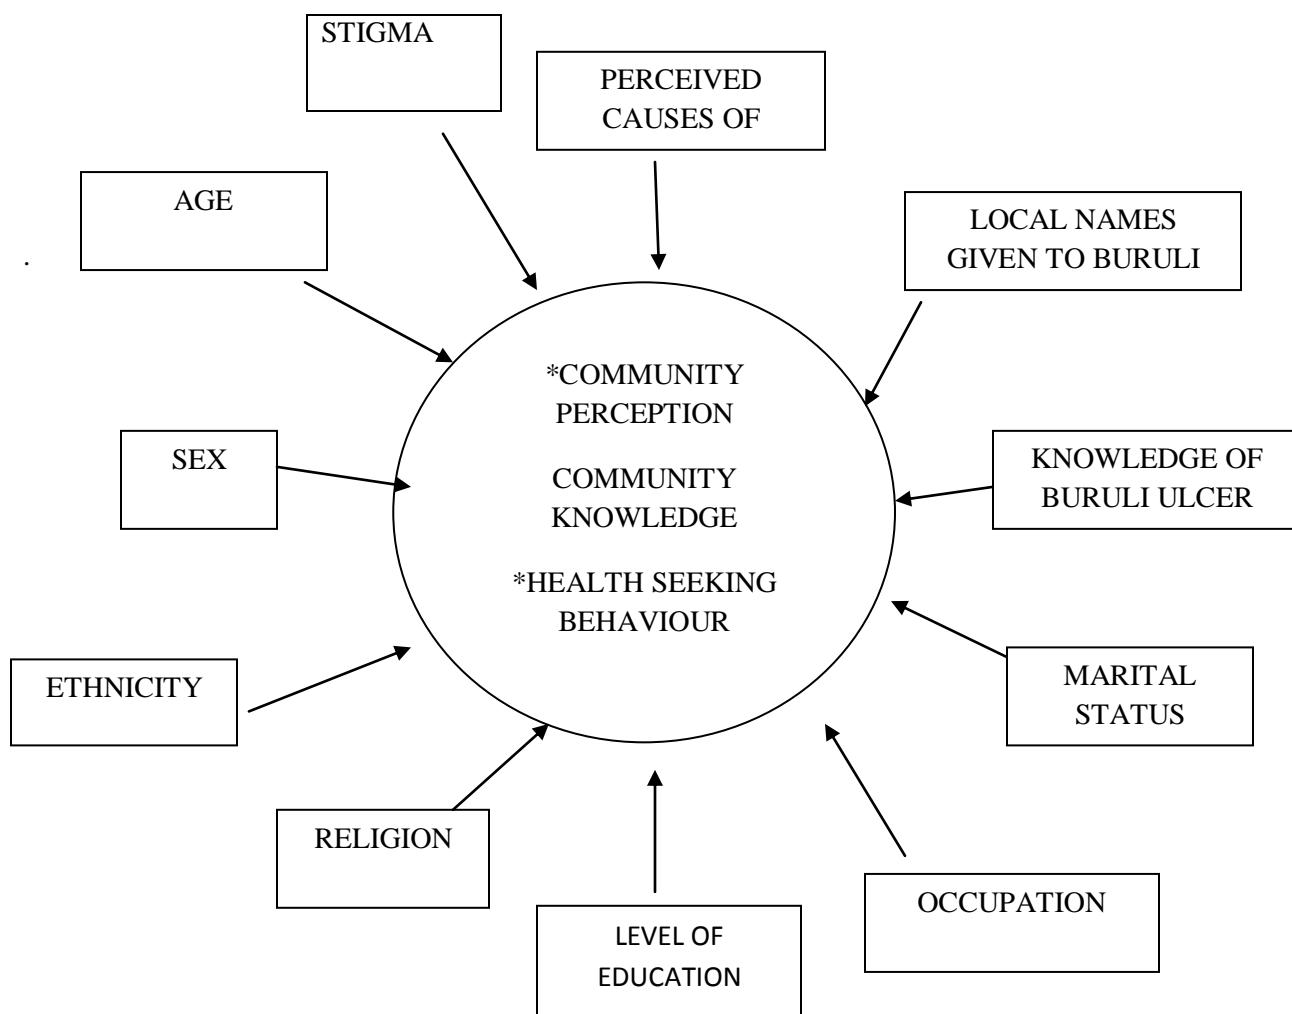 STIGMA
PERCEIVED
CAUSES OF
AGE
LOCAL NAMES
GIVEN TO BURULI
*COMMUNITY
PERCEPTION
SEX
KNOWLEDGE OF
BURULI ULCER
COMMUNITY
KNOWLEDGE
*HEALTH SEEKING
BEHAVIOUR
ETHNICITY
MARITAL
STATUS
RELIGION
OCCUPATION
LEVEL OF
EDUCATION